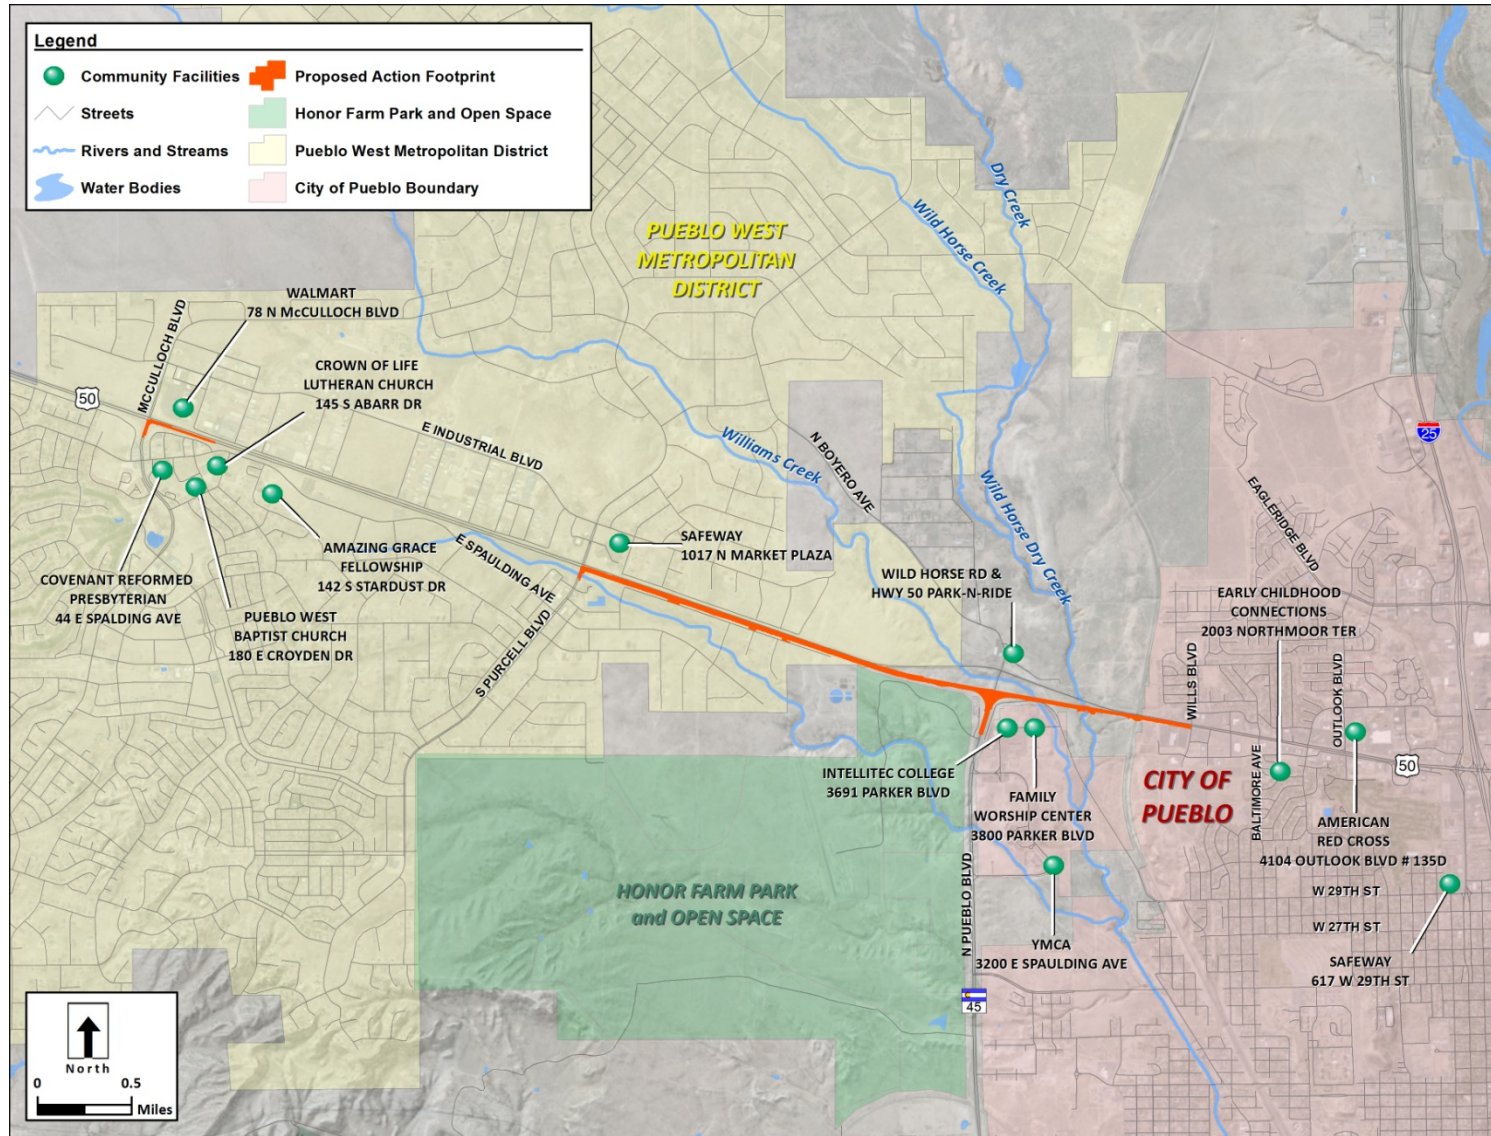 Legend
Community Facilities
Proposed Action Footprint
Streets
Honor Farm Park and Open Space
Rivers and Streams
Pueblo West Metropolitan District
Water Bodies
City of Pueblo Boundary
PUEBLO WEST
METROPOLITAN
DISTRICT
Dry Creek
Wild Horse Creek
WALMART
78 N McCULLOCH BLVD
MCCULLOCH BLVD
50
CROWN OF LIFE
LUTHERAN CHURCH
145 S ABARR DR
E INDUSTRIAL BLVD
Williams Creek
N BOYERO AVE
25
EAGLERIDGE BLVD
Wild Horse Dry Creek
E SPAULDING AVE
SAFEWAY
1017 N MARKET PLAZA
AMAZING GRACE
FELLOWSHIP
142 S STARDUST DR
COVENANT REFORMED
PRESBYTERIAN
44 E SPALDING AVE
PUEBLO WEST
BAPTIST CHURCH
180 E CROYDEN DR
S PURCELL BLVD
WILD HORSE RD &
HWY 50 PARK-N-RIDE
EARLY CHILDHOOD
CONNECTIONS
2003 NORTHMOOR TER
WILLS BLVD
OUTLOOK BLVD
BALTIMORE AVE
50
INTELLITEC COLLEGE
3691 PARKER BLVD
FAMILY
WORSHIP CENTER
3800 PARKER BLVD
CITY OF
PUEBLO
AMERICAN
RED CROSS
4104 OUTLOOK BLVD # 135D
HONOR FARM PARK
and OPEN SPACE
N PUEBLO BLVD
W 29TH ST
W 27TH ST
YMCA
3200 E SPAULDING AVE
SAFEWAY
617 W 29TH ST
45
North
0 0.5
Miles